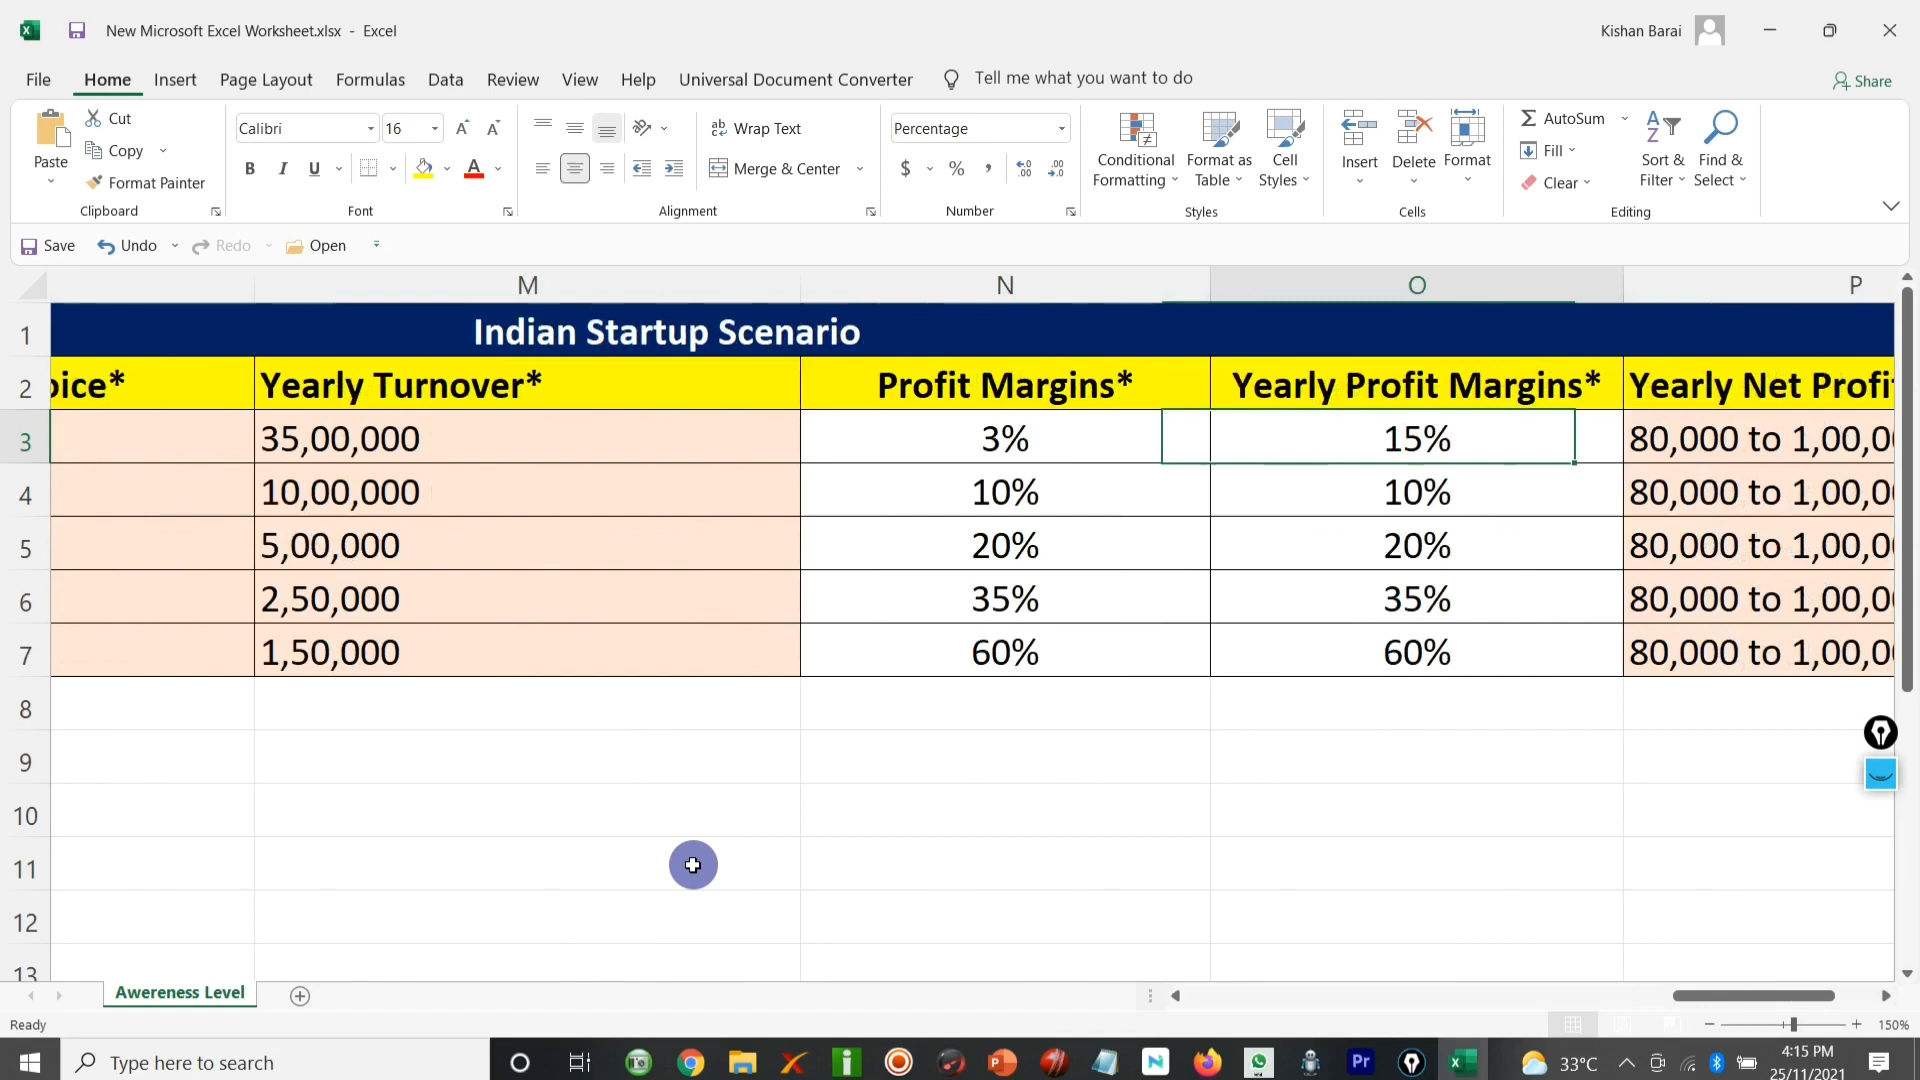 New Microsoft Excel Worksheet.xlsx - Excel
Kishan Barai
File Home Insert Page Layout Formulas Data Review View Help Universal Document Converter Tell me what you want to do Share
Paste
Cut
Copy
Format Painter
Clipboard
Calibri 16
B I U
Font
Wrap Text
Merge & Center
Alignment
Percentage
$ % ,
Number
Conditional Formatting
Format as Table
Cell Styles
Styles
Insert Delete Format
Cells
AutoSum
Fill
Clear
Sort & Filter
Find & Select
Editing
Save Undo Redo Open
M N O P
1 Indian Startup Scenario
2 oice* Yearly Turnover* Profit Margins* Yearly Profit Margins* Yearly Net Profi
3 35,00,000 3% 15% 80,000 to 1,00,0
4 10,00,000 10% 10% 80,000 to 1,00,0
5 5,00,000 20% 20% 80,000 to 1,00,0
6 2,50,000 35% 35% 80,000 to 1,00,0
7 1,50,000 60% 60% 80,000 to 1,00,0
8
9
10
11
12
13
Awereness Level
Ready
150%
Type here to search
33°C
4:15 PM
25/11/2021